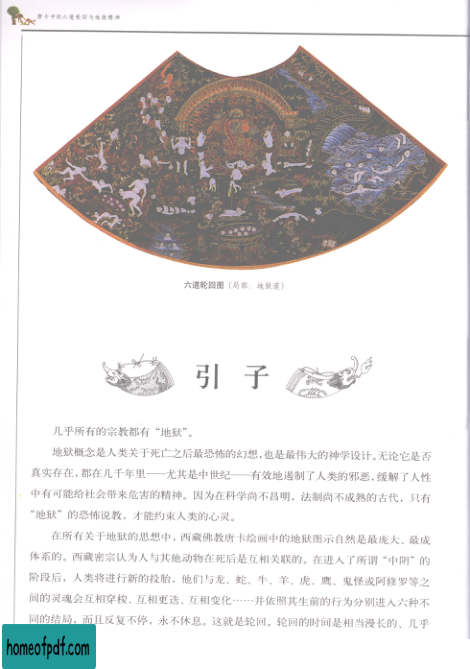 唐卡中的六道轮回与地狱精神
六道轮回图（局部、地狱道）
引子
几乎所有的宗教都有“地狱”。
地狱概念是人类关于死亡之后最恐怖的幻想，也是最伟大的神学设计。无论它是否
真实存在，都在几千年里——尤其是中世纪——有效地遏制了人类的邪恶，缓解了人性
中有可能给社会带来危害的精神。因为在科学尚不昌明，法制尚不成熟的古代，只有
“地狱”的恐怖说教，才能约束人类的心灵。
在所有关于地狱的思想中，西藏佛教唐卡绘画中的地狱图示自然是最庞大、最成
体系的。西藏密宗认为人与其他动物在死后是互相关联的。在进入了所谓“中阴”的
阶段后，人类将进行新的投胎，他们与龙、蛇、牛、羊、虎、鹰、鬼怪或阿修罗等之
间的灵魂会互相穿梭、互相更迭、互相变化……并依照其生前的行为分别进入六种不
同的结局，而且反复不停，永不休息。这就是轮回。轮回的时间是相当漫长的、几乎
homeofpdf.com